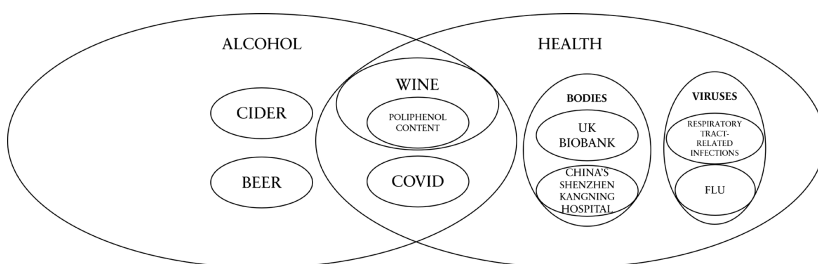 ALCOHOL
HEALTH
CIDER
BEER
WINE
POLIPHENOL
CONTENT
COVID
BODIES
UK
BIOBANK
CHINA'S
SHENZHEN
KANGNING
HOSPITAL
VIRUSES
RESPIRATORY
TRACT-
RELATED
INFECTIONS
FLU